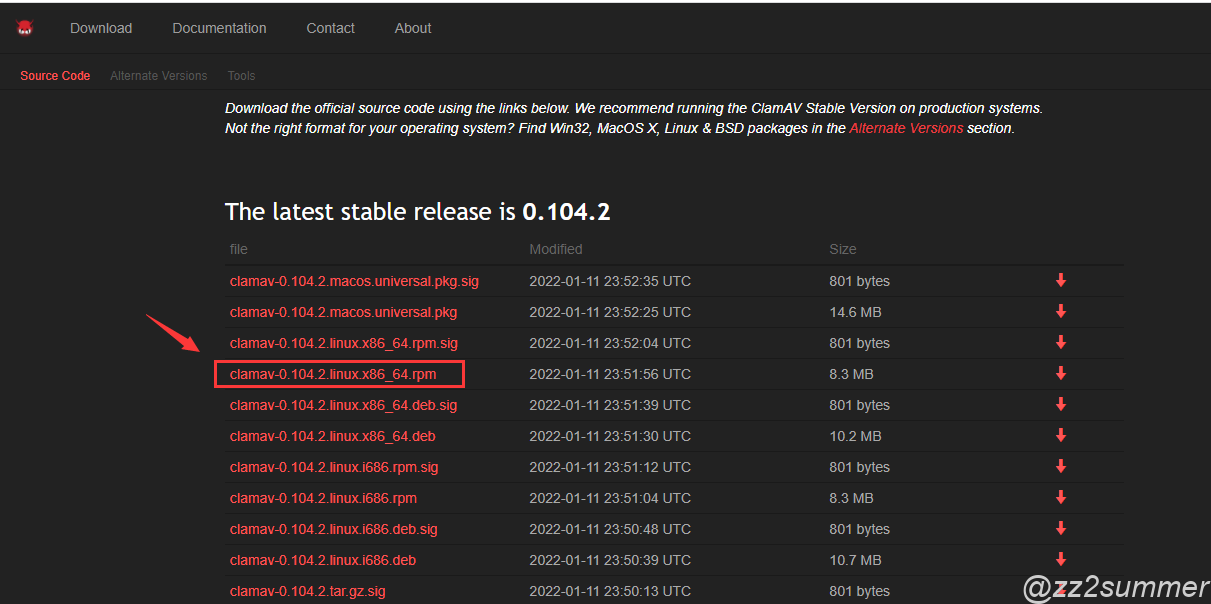 Download Documentation Contact About
Source Code Alternate Versions Tools
Download the official source code using the links below. We recommend running the ClamAV Stable Version on production systems.
Not the right format for your operating system? Find Win32, MacOS X, Linux & BSD packages in the Alternate Versions section.
The latest stable release is 0.104.2
file Modified Size
clamav-0.104.2.macos.universal.pkg.sig 2022-01-11 23:52:35 UTC 801 bytes
clamav-0.104.2.macos.universal.pkg 2022-01-11 23:52:25 UTC 14.6 MB
clamav-0.104.2.linux.x86_64.rpm.sig 2022-01-11 23:52:04 UTC 801 bytes
clamav-0.104.2.linux.x86_64.rpm 2022-01-11 23:51:56 UTC 8.3 MB
clamav-0.104.2.linux.x86_64.deb.sig 2022-01-11 23:51:39 UTC 801 bytes
clamav-0.104.2.linux.x86_64.deb 2022-01-11 23:51:30 UTC 10.2 MB
clamav-0.104.2.linux.i686.rpm.sig 2022-01-11 23:51:12 UTC 801 bytes
clamav-0.104.2.linux.i686.rpm 2022-01-11 23:51:04 UTC 8.3 MB
clamav-0.104.2.linux.i686.deb.sig 2022-01-11 23:50:48 UTC 801 bytes
clamav-0.104.2.linux.i686.deb 2022-01-11 23:50:39 UTC 10.7 MB
clamav-0.104.2.tar.gz.sig 2022-01-11 23:50:13 UTC 801 bytes
@zz2summer